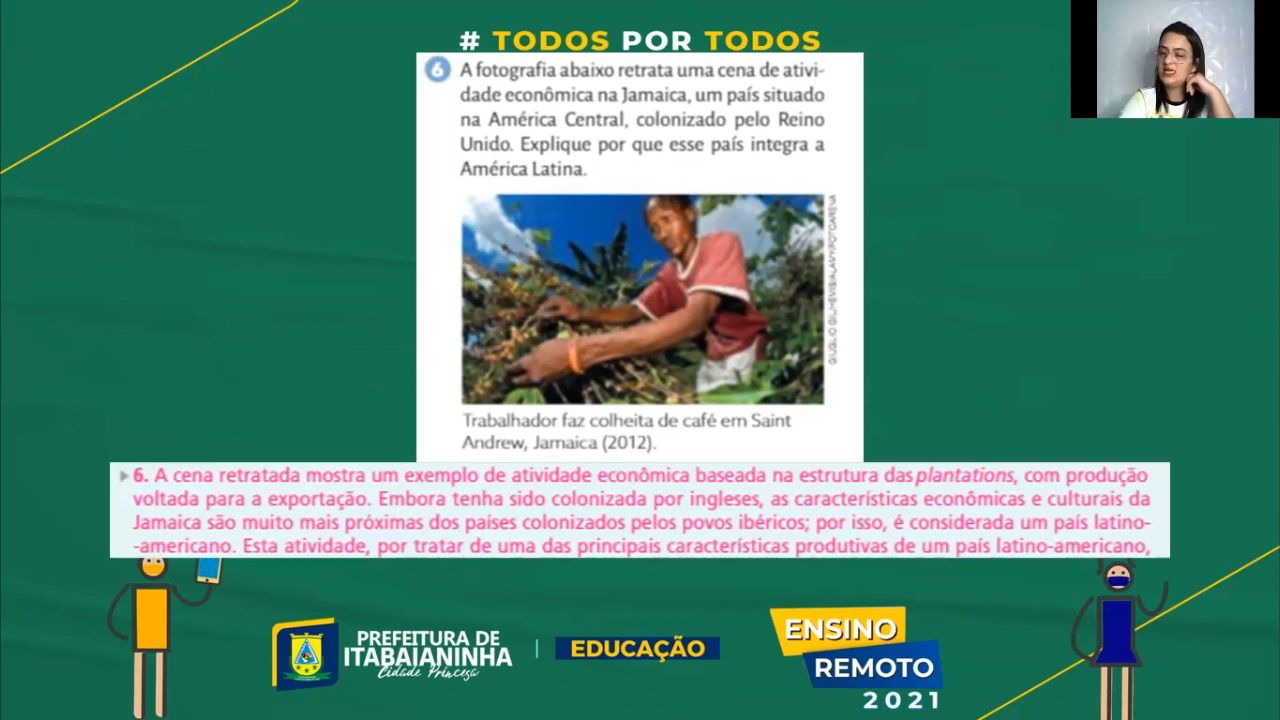 # TODOS POR TODOS
6 A fotografia abaixo retrata uma cena de ativi-
dade econômica na Jamaica, um país situado
na América Central, colonizado pelo Reino
Unido. Explique por que esse país integra a
América Latina.
GIUGLIO GIL/HEMIS/ALAMY/FOTOARENA
Trabalhador faz colheita de café em Saint
Andrew, Jamaica (2012).
6. A cena retratada mostra um exemplo de atividade econômica baseada na estrutura das plantations, com produção
voltada para a exportação. Embora tenha sido colonizada por ingleses, as características econômicas e culturais da
Jamaica são muito mais próximas dos países colonizados pelos povos ibéricos; por isso, é considerada um país latino-
-americano. Esta atividade, por tratar de uma das principais características produtivas de um país latino-americano,
PREFEITURA DE
ITABAIANINHA
Cidade Princesa
EDUCAÇÃO
ENSINO
REMOTO
2021